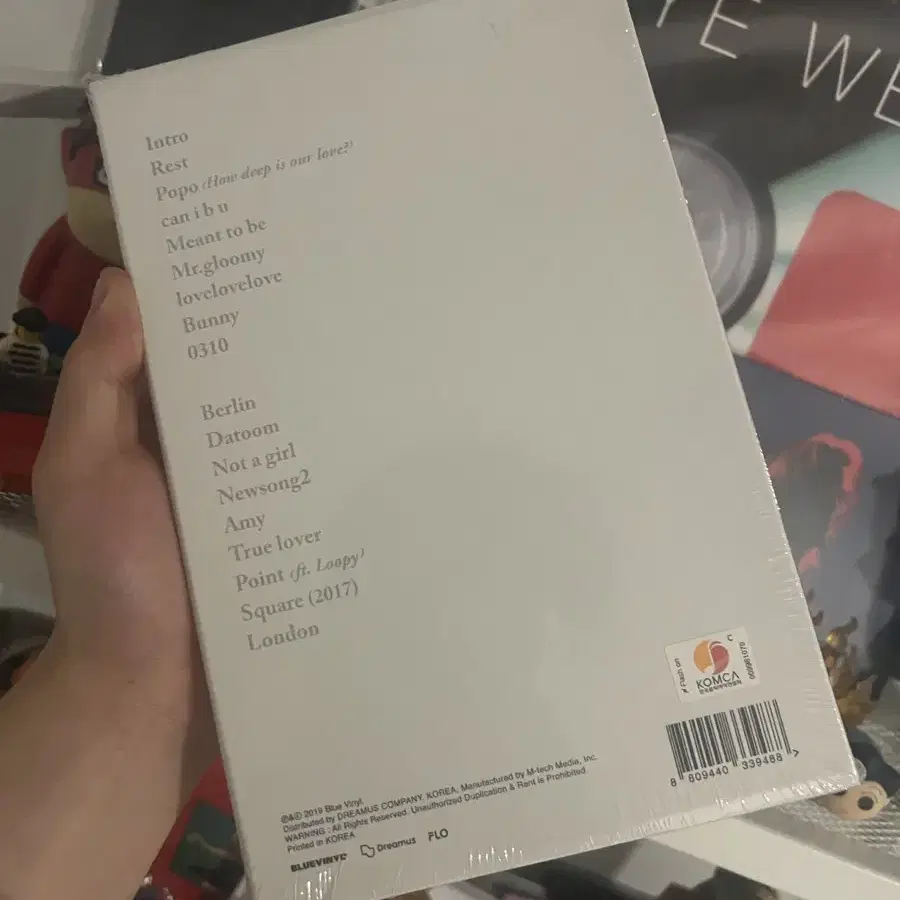 YE WE
Intro
Rest
Popo (How deep is our love?)
can i b u
Meant to be
Mr.gloomy
lovelovelove
Bunny
0310
Berlin
Datoom
Not a girl
Newsong2
Amy
True lover
Point (ft. Loopy)
Square (2017)
London
C
KOMCA
℗&© 2019 Blue Vinyl.
Distributed by DREAMUS COMPANY, KOREA. Manufactured by M-tech Media, Inc.
WARNING : All Rights Reserved. Unauthorized Duplication & Rent is Prohibited.
Printed in KOREA
BLUEVINYL
Dreamus
FLO
8 809440 339488 >